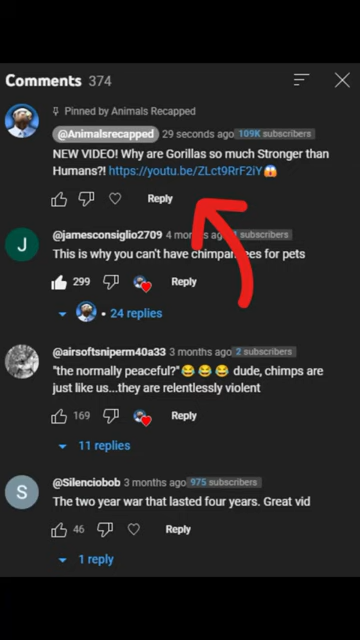 Comments 374
Pinned by Animals Recapped
@Animalsrecapped 29 seconds ago 109K subscribers
NEW VIDEO! Why are Gorillas so much Stronger than
Humans?! https://youtu.be/ZLct9RrF2iY😱
Reply
J @jamesconsiglio2709 4 months ago subscribers
This is why you can't have chimpanzees for pets
299 Reply
• 24 replies
@airsoftsniperm40a33 3 months ago 2 subscribers
"the normally peaceful?"😂😂😂 dude, chimps are
just like us...they are relentlessly violent
169 Reply
11 replies
S @Silenciobob 3 months ago 975 subscribers
The two year war that lasted four years. Great vid
46 Reply
1 reply